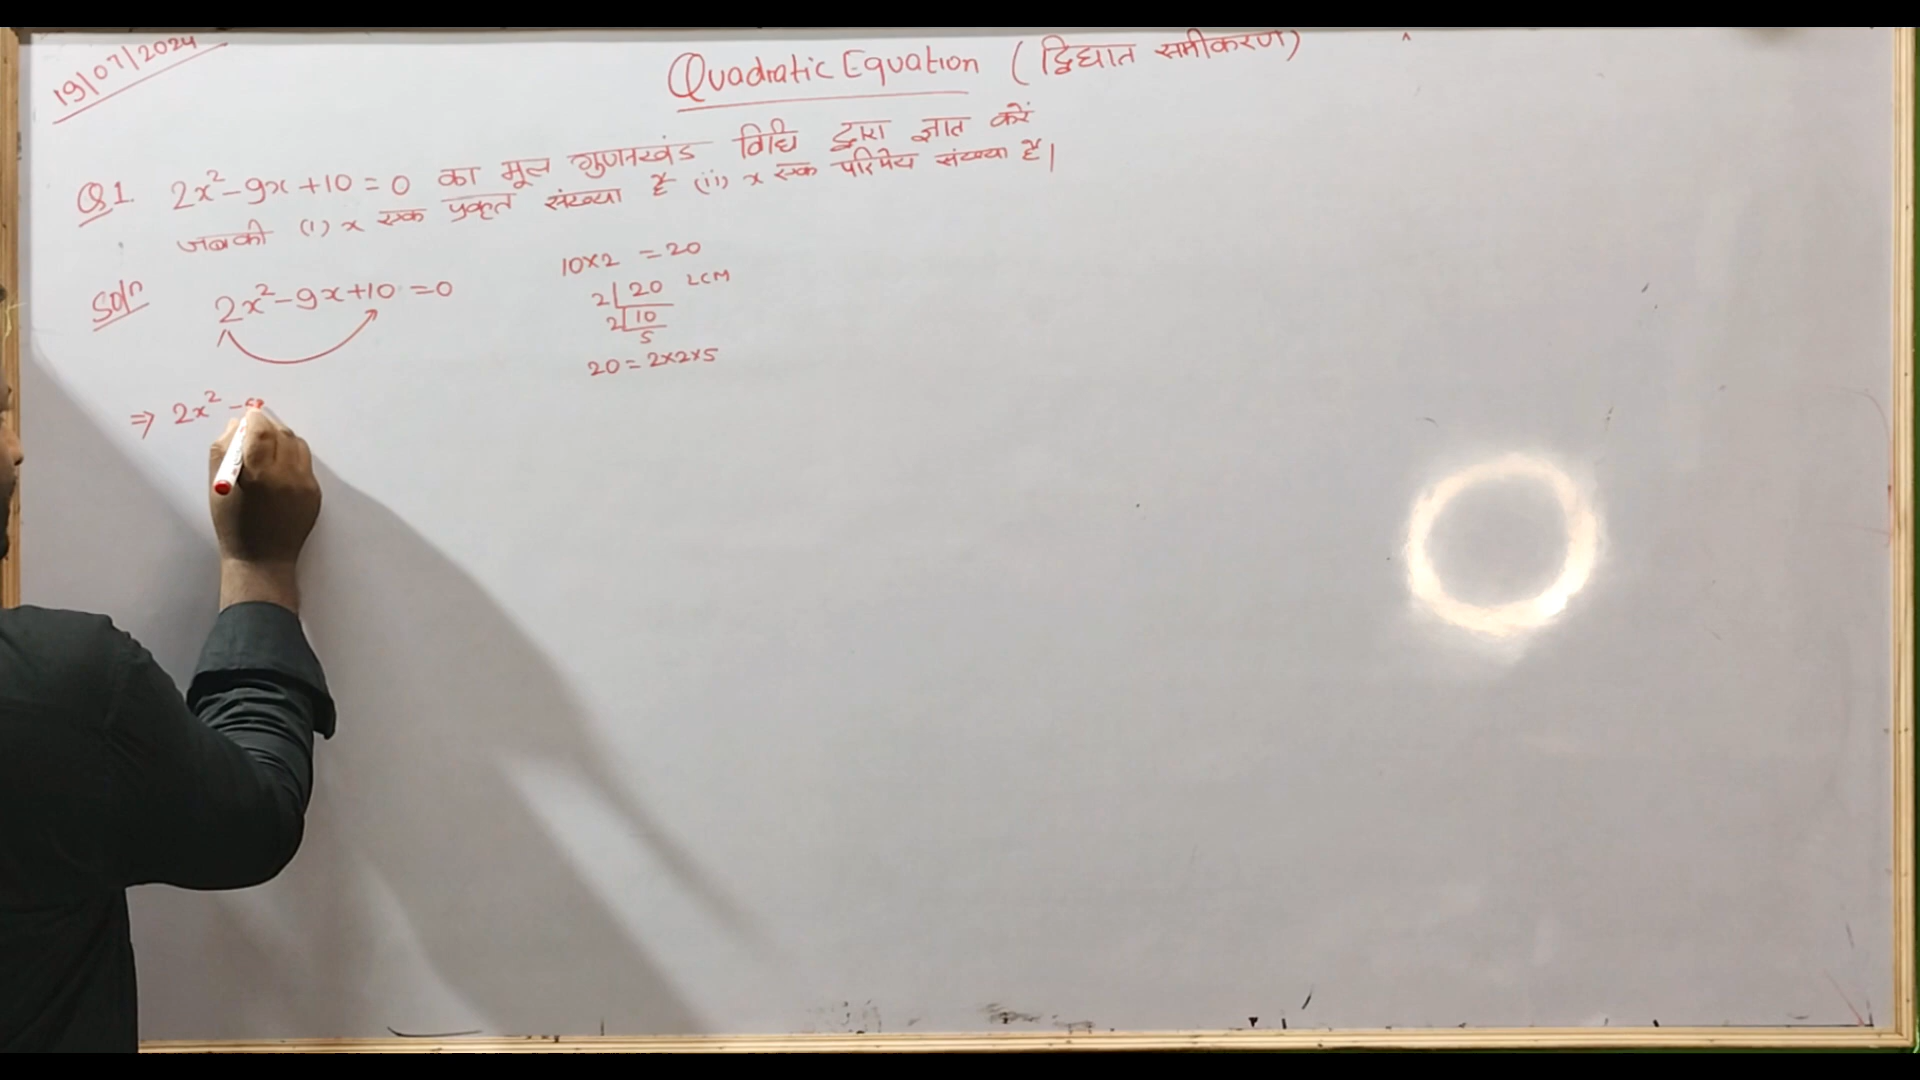 19/07/2024
Quadratic Equation (द्विघात समीकरण)
Q1. 2x²-9x+10=0 का मूल गुणनखंड विधि द्वारा ज्ञात करें
जबकी (i) x एक प्रकृत संख्या है (ii) x एक परिमेय संख्या है।
Solⁿ 2x²-9x+10=0
10×2 = 20
2|20 LCM
2|10
5
20=2×2×5
⇒ 2x² -